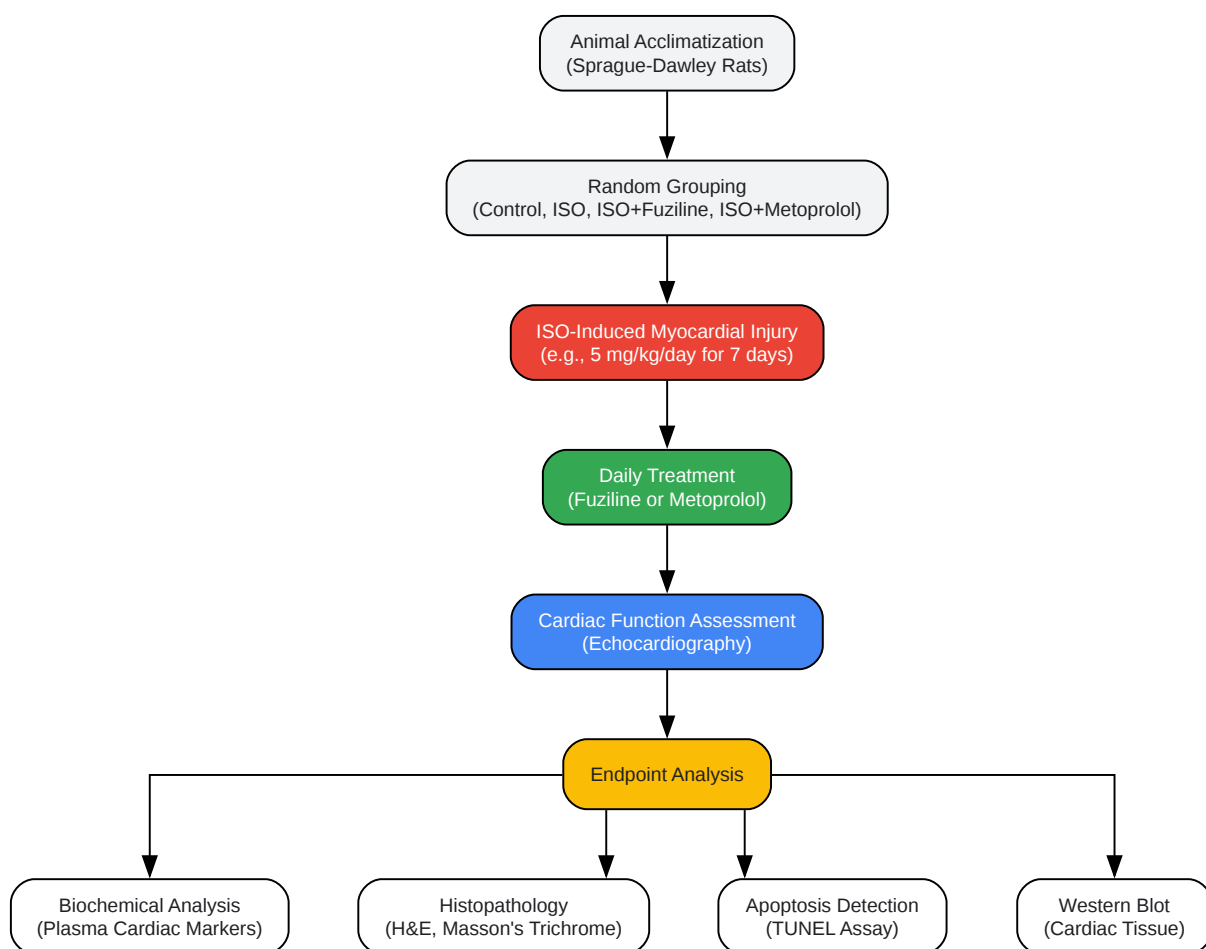 Animal Acclimatization
(Sprague-Dawley Rats)
Random Grouping
(Control, ISO, ISO+Fuziline, ISO+Metoprolol)
ISO-Induced Myocardial Injury
(e.g., 5 mg/kg/day for 7 days)
Daily Treatment
(Fuziline or Metoprolol)
Cardiac Function Assessment
(Echocardiography)
Endpoint Analysis
Biochemical Analysis
(Plasma Cardiac Markers)
Histopathology
(H&E, Masson's Trichrome)
Apoptosis Detection
(TUNEL Assay)
Western Blot
(Cardiac Tissue)